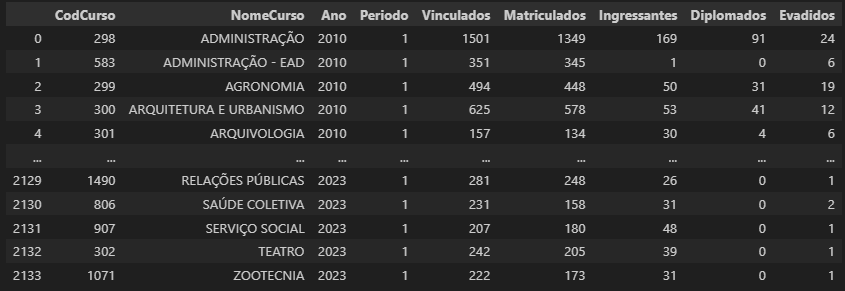 CodCurso NomeCurso Ano Periodo Vinculados Matriculados Ingressantes Diplomados Evadidos
0 298 ADMINISTRAÇÃO 2010 1 1501 1349 169 91 24
1 583 ADMINISTRAÇÃO - EAD 2010 1 351 345 1 0 6
2 299 AGRONOMIA 2010 1 494 448 50 31 19
3 300 ARQUITETURA E URBANISMO 2010 1 625 578 53 41 12
4 301 ARQUIVOLOGIA 2010 1 157 134 30 4 6
... ... ... ... ... ... ... ... ... ...
2129 1490 RELAÇÕES PÚBLICAS 2023 1 281 248 26 0 1
2130 806 SAÚDE COLETIVA 2023 1 231 158 31 0 2
2131 907 SERVIÇO SOCIAL 2023 1 207 180 48 0 1
2132 302 TEATRO 2023 1 242 205 39 0 1
2133 1071 ZOOTECNIA 2023 1 222 173 31 0 1